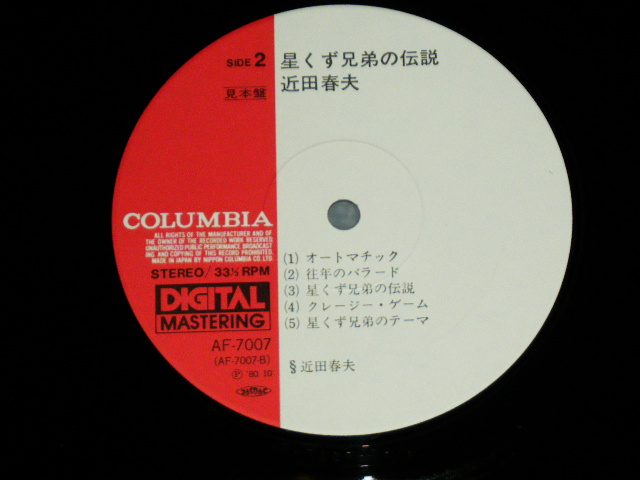 SIDE 2
見本盤
星くず兄弟の伝説
近田春夫
COLUMBIA
ALL RIGHTS OF THE MANUFACTURER AND OF
THE OWNER OF THE RECORDED WORK RESERVED
UNAUTHORIZED PUBLIC PERFORMANCE BROADCAST
ING AND COPYING OF THIS RECORD PROHIBITED.
MADE IN JAPAN BY NIPPON COLUMBIA CO. LTD.
STEREO/33⅓ RPM
DIGITAL
MASTERING
AF-7007
(AF-7007-B)
Ⓟ '80.10
(1) オートマチック
(2) 往年のバラード
(3) 星くず兄弟の伝説
(4) クレージー・ゲーム
(5) 星くず兄弟のテーマ
§近田春夫